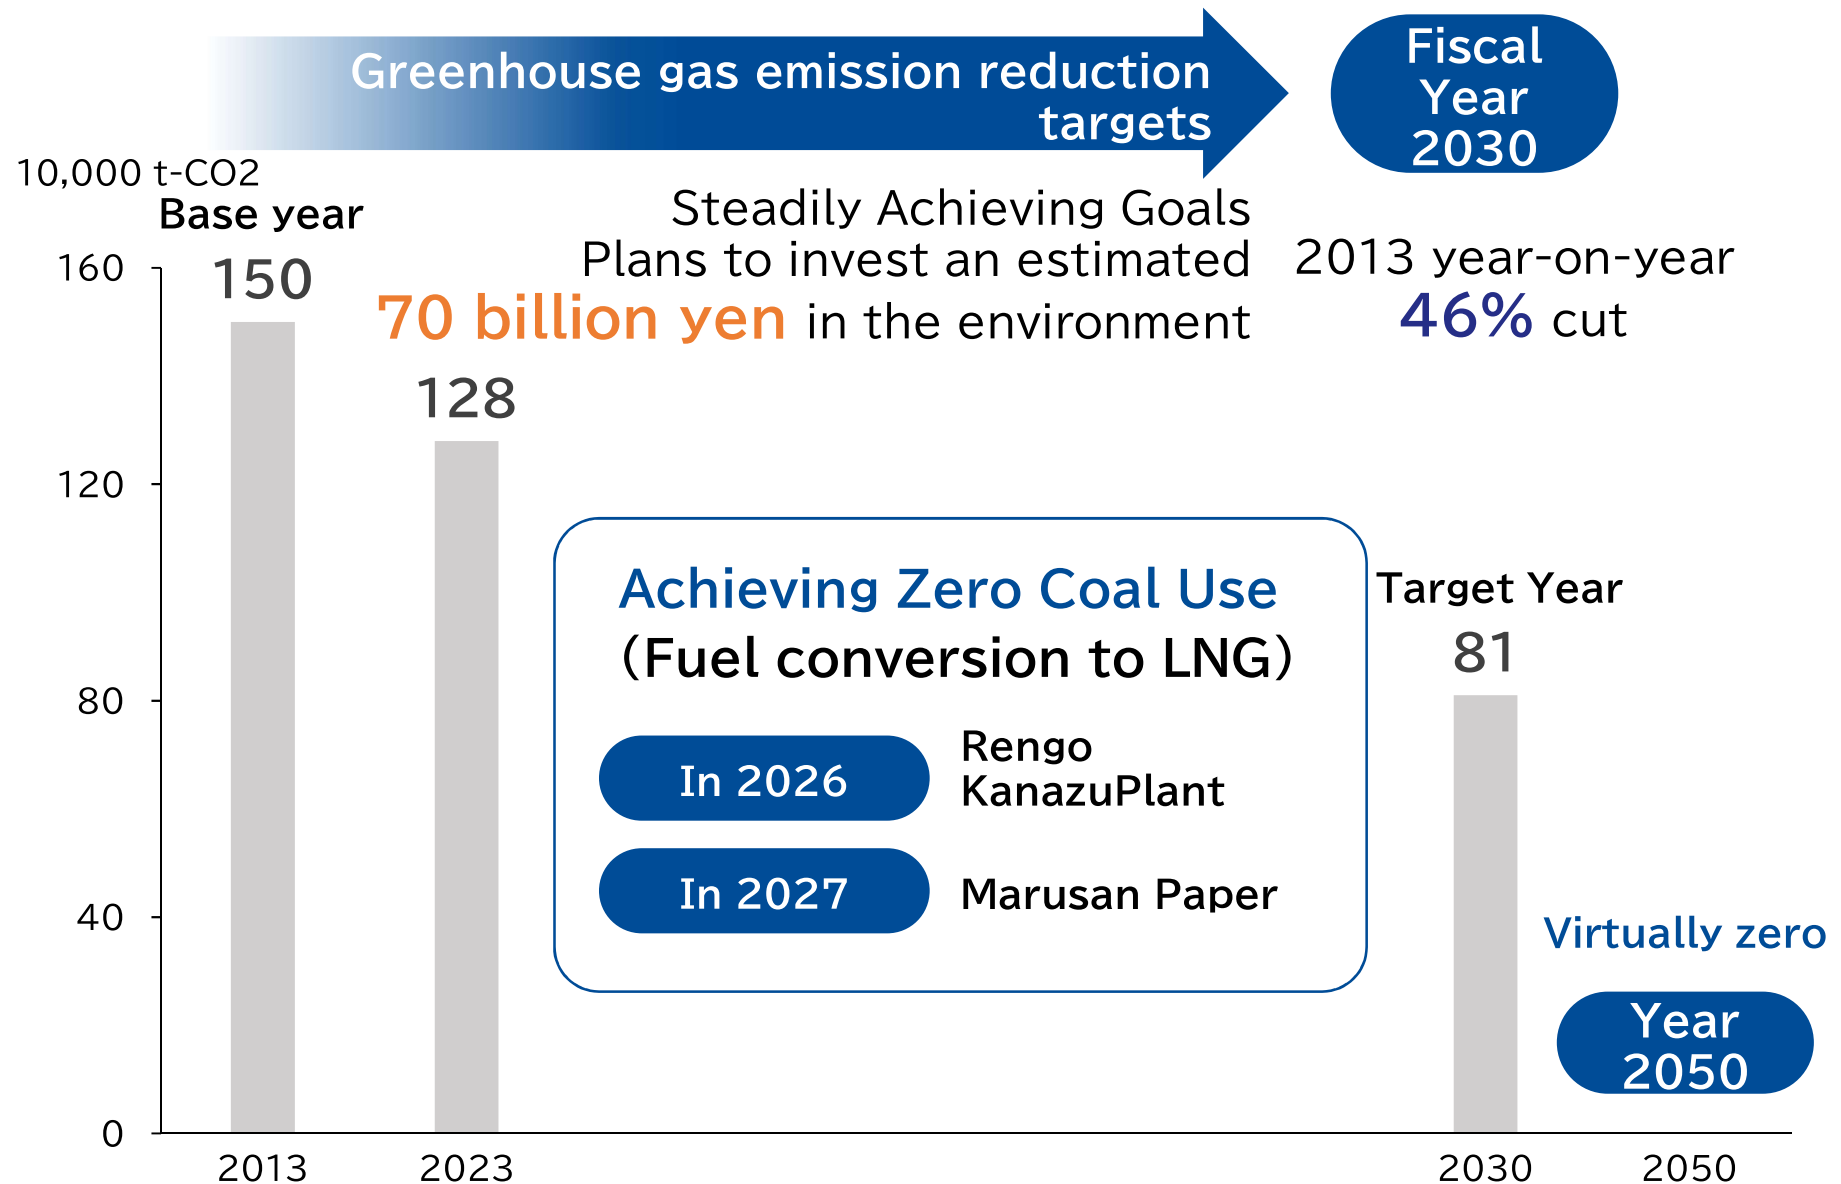 Greenhouse gas emission reduction
targets
Fiscal
Year
2030
10,000 t-CO2
Base year
Steadily Achieving Goals
Plans to invest an estimated
70 billion yen in the environment
2013 year-on-year
46% cut
160
150
128
120
Achieving Zero Coal Use
(Fuel conversion to LNG)
Target Year
81
80
In 2026
Rengo
KanazuPlant
In 2027
Marusan Paper
40
Virtually zero
Year
2050
0
2013
2023
2030
2050